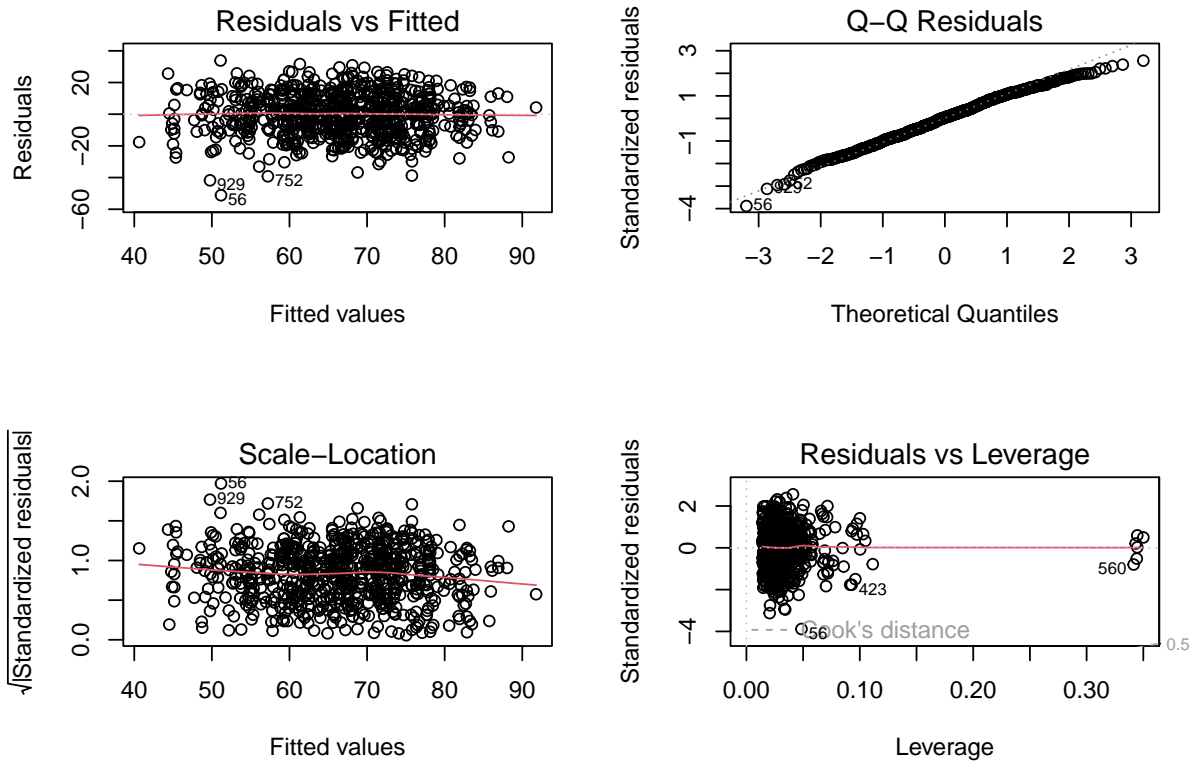 Residuals vs Fitted
Residuals
20
−20
−60
929
752
56
40 50 60 70 80 90
Fitted values
Q−Q Residuals
Standardized residuals
3
1
−1
−4
56
−3 −2 −1 0 1 2 3
Theoretical Quantiles
Scale−Location
√|Standardized residuals|
2.0
1.0
0.0
56
929
752
40 50 60 70 80 90
Fitted values
Residuals vs Leverage
Standardized residuals
2
0
−4
560
423
56
Cook's distance
0.5
0.00 0.10 0.20 0.30
Leverage